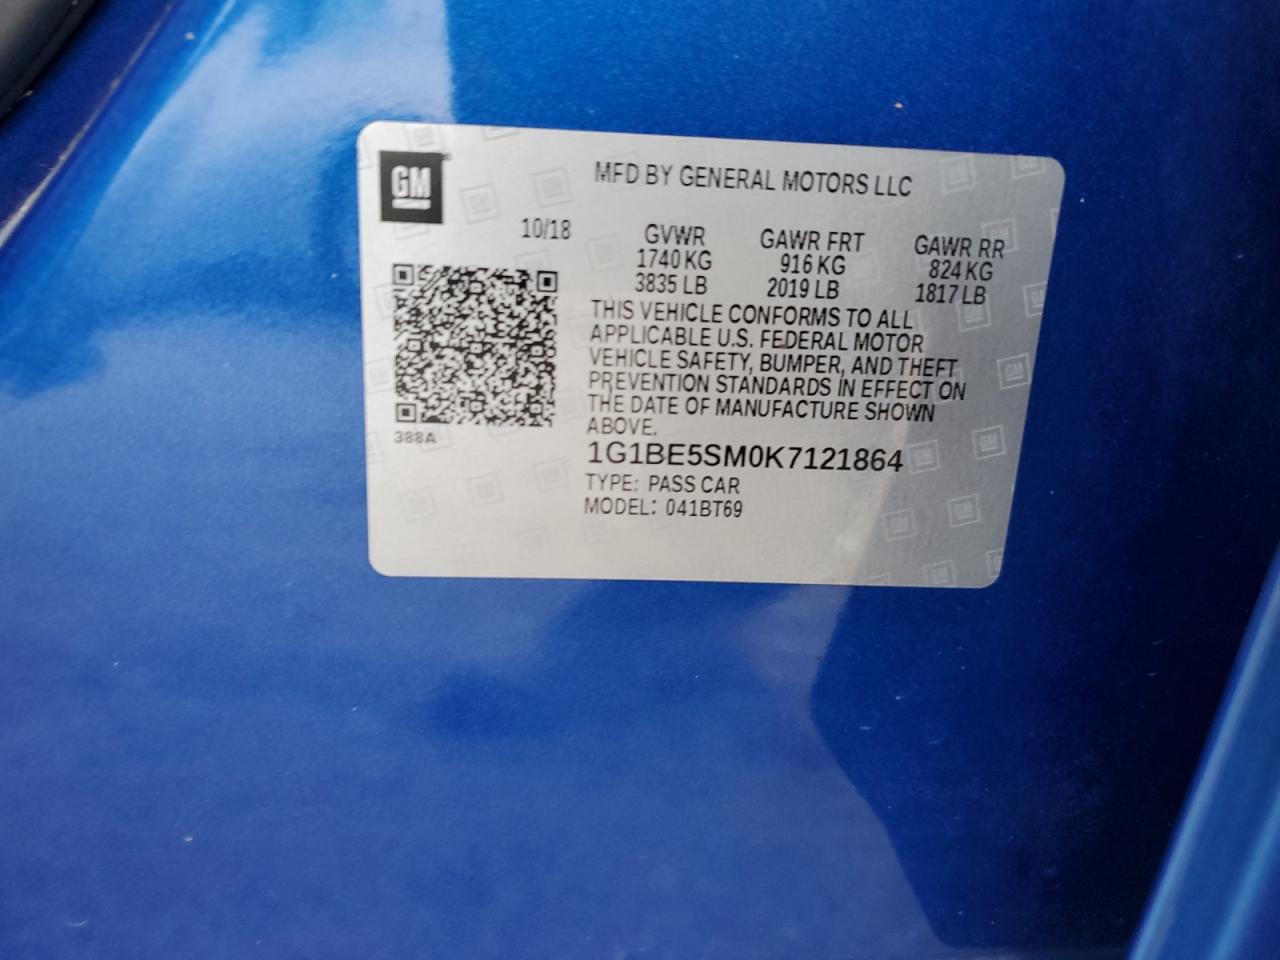 GM
MFD BY GENERAL MOTORS LLC
10/18 GVWR GAWR FRT GAWR RR
1740 KG 916 KG 824 KG
3835 LB 2019 LB 1817 LB
THIS VEHICLE CONFORMS TO ALL
APPLICABLE U.S. FEDERAL MOTOR
VEHICLE SAFETY, BUMPER, AND THEFT
PREVENTION STANDARDS IN EFFECT ON
THE DATE OF MANUFACTURE SHOWN
ABOVE.
388A
1G1BE5SM0K7121864
TYPE: PASS CAR
MODEL: 041BT69